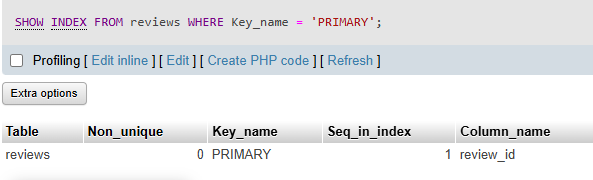 SHOW INDEX FROM reviews WHERE Key_name = 'PRIMARY';
Profiling [ Edit inline ] [ Edit ] [ Create PHP code ] [ Refresh ]
Extra options
Table Non_unique Key_name Seq_in_index Column_name
reviews 0 PRIMARY 1 review_id